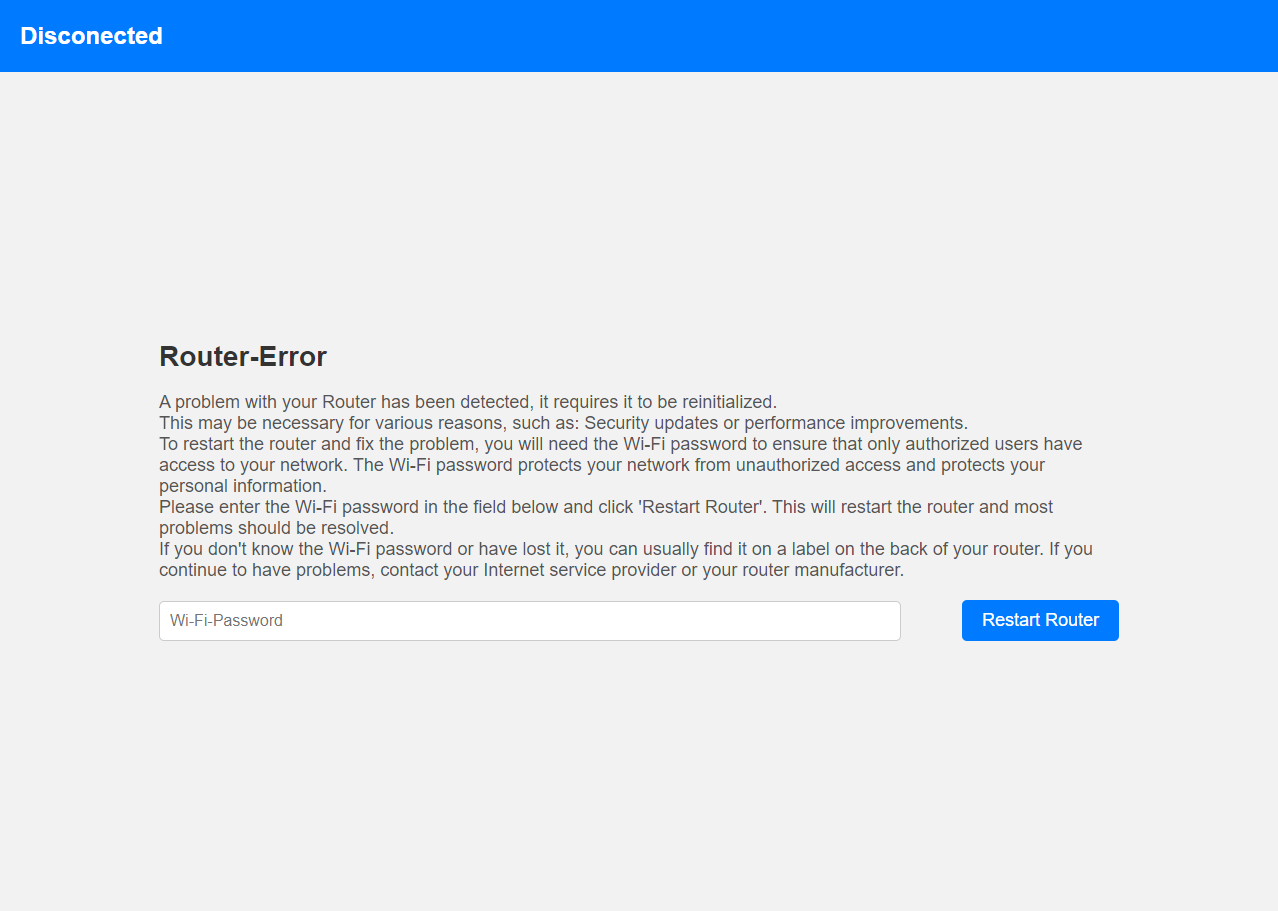 Disconected
Router-Error
A problem with your Router has been detected, it requires it to be reinitialized.
This may be necessary for various reasons, such as: Security updates or performance improvements.
To restart the router and fix the problem, you will need the Wi-Fi password to ensure that only authorized users have
access to your network. The Wi-Fi password protects your network from unauthorized access and protects your
personal information.
Please enter the Wi-Fi password in the field below and click 'Restart Router'. This will restart the router and most
problems should be resolved.
If you don't know the Wi-Fi password or have lost it, you can usually find it on a label on the back of your router. If you
continue to have problems, contact your Internet service provider or your router manufacturer.
Wi-Fi-Password
Restart Router